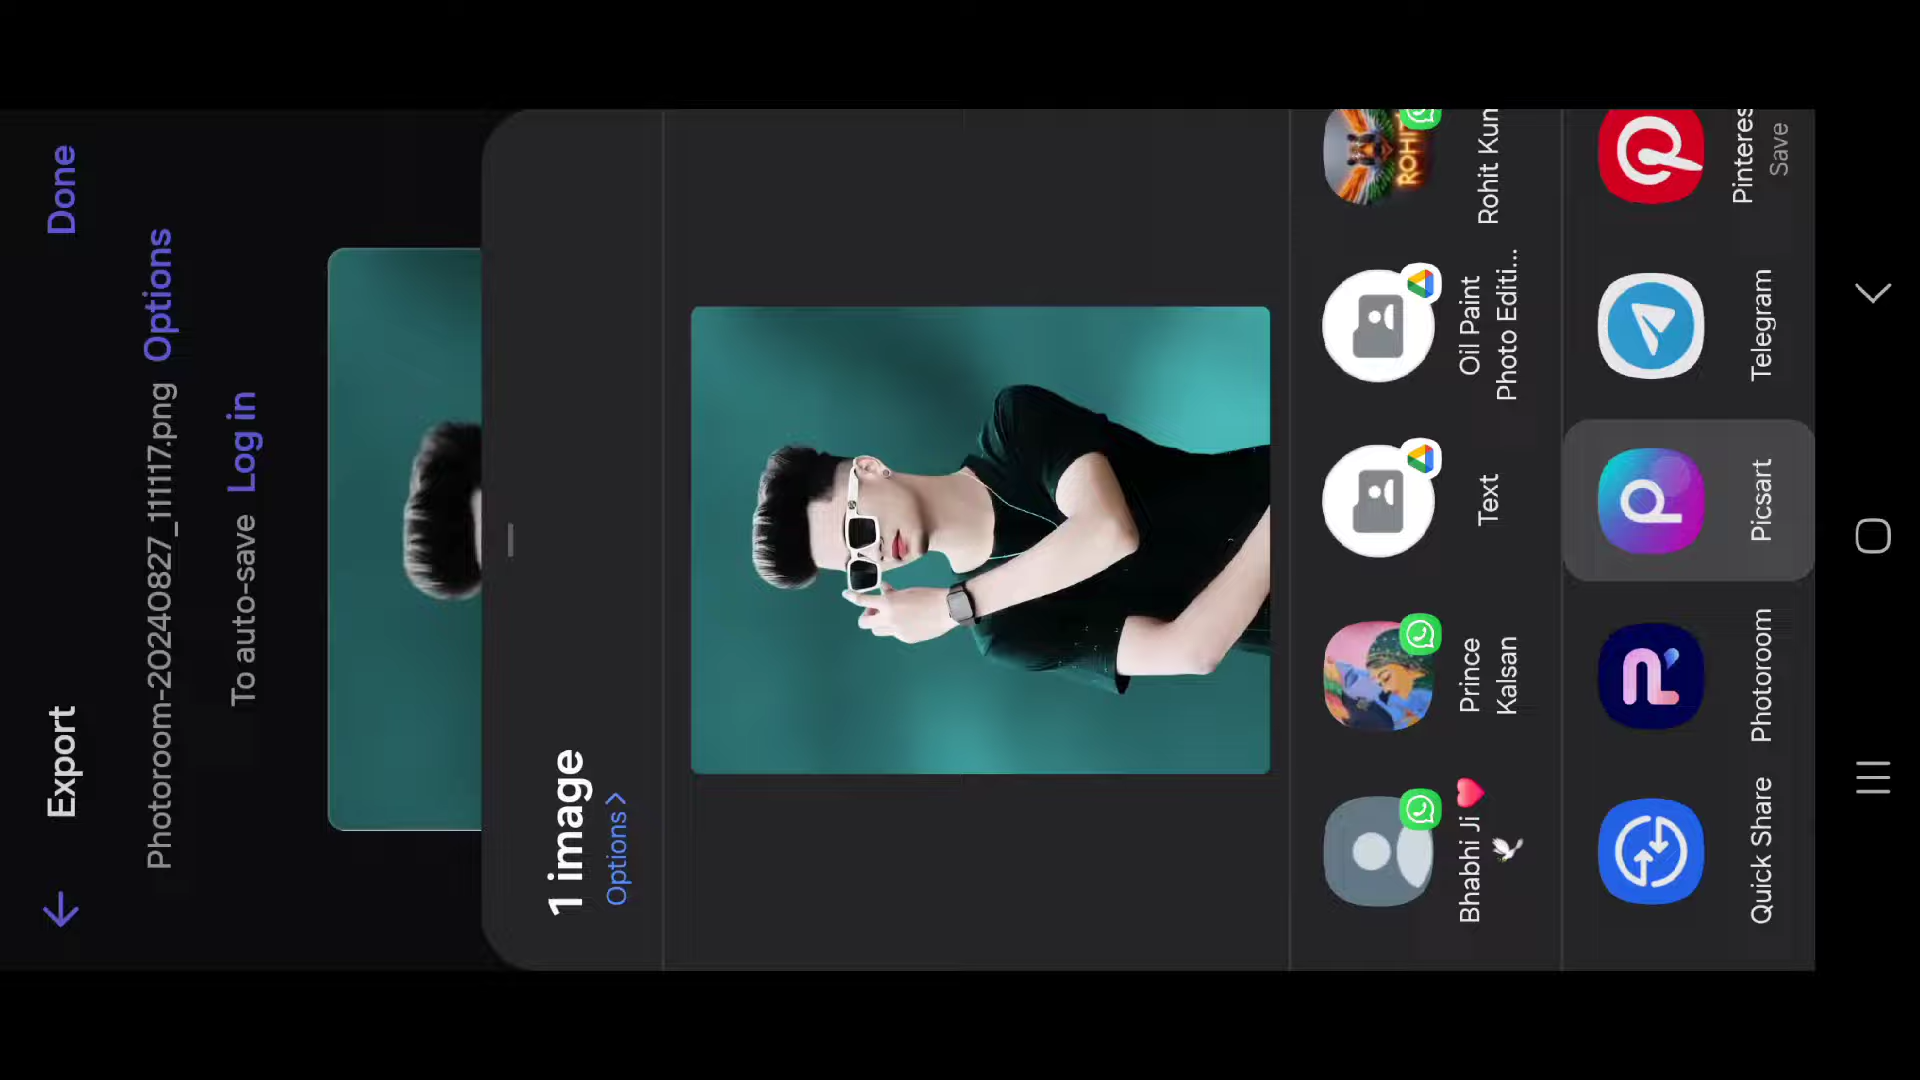 Export
Done
Photoroom-20240827_111117.png Options
To auto-save Log in
1 image
Options >
Bhabhi Ji ❤️
🕊️
Prince
Kalsan
Text
Oil Paint
Photo Editi...
Rohit Kun
ROHIT
Quick Share
Photoroom
Picsart
Telegram
Pinteres
Save